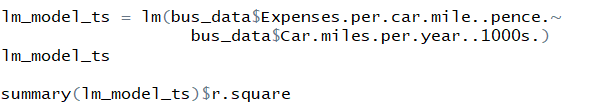 lm_model_ts = lm(bus_data$Expenses.per.car.mile..pence.~
bus_data$Car.miles.per.year..1000s.)
lm_model_ts
summary(lm_model_ts)$r.square